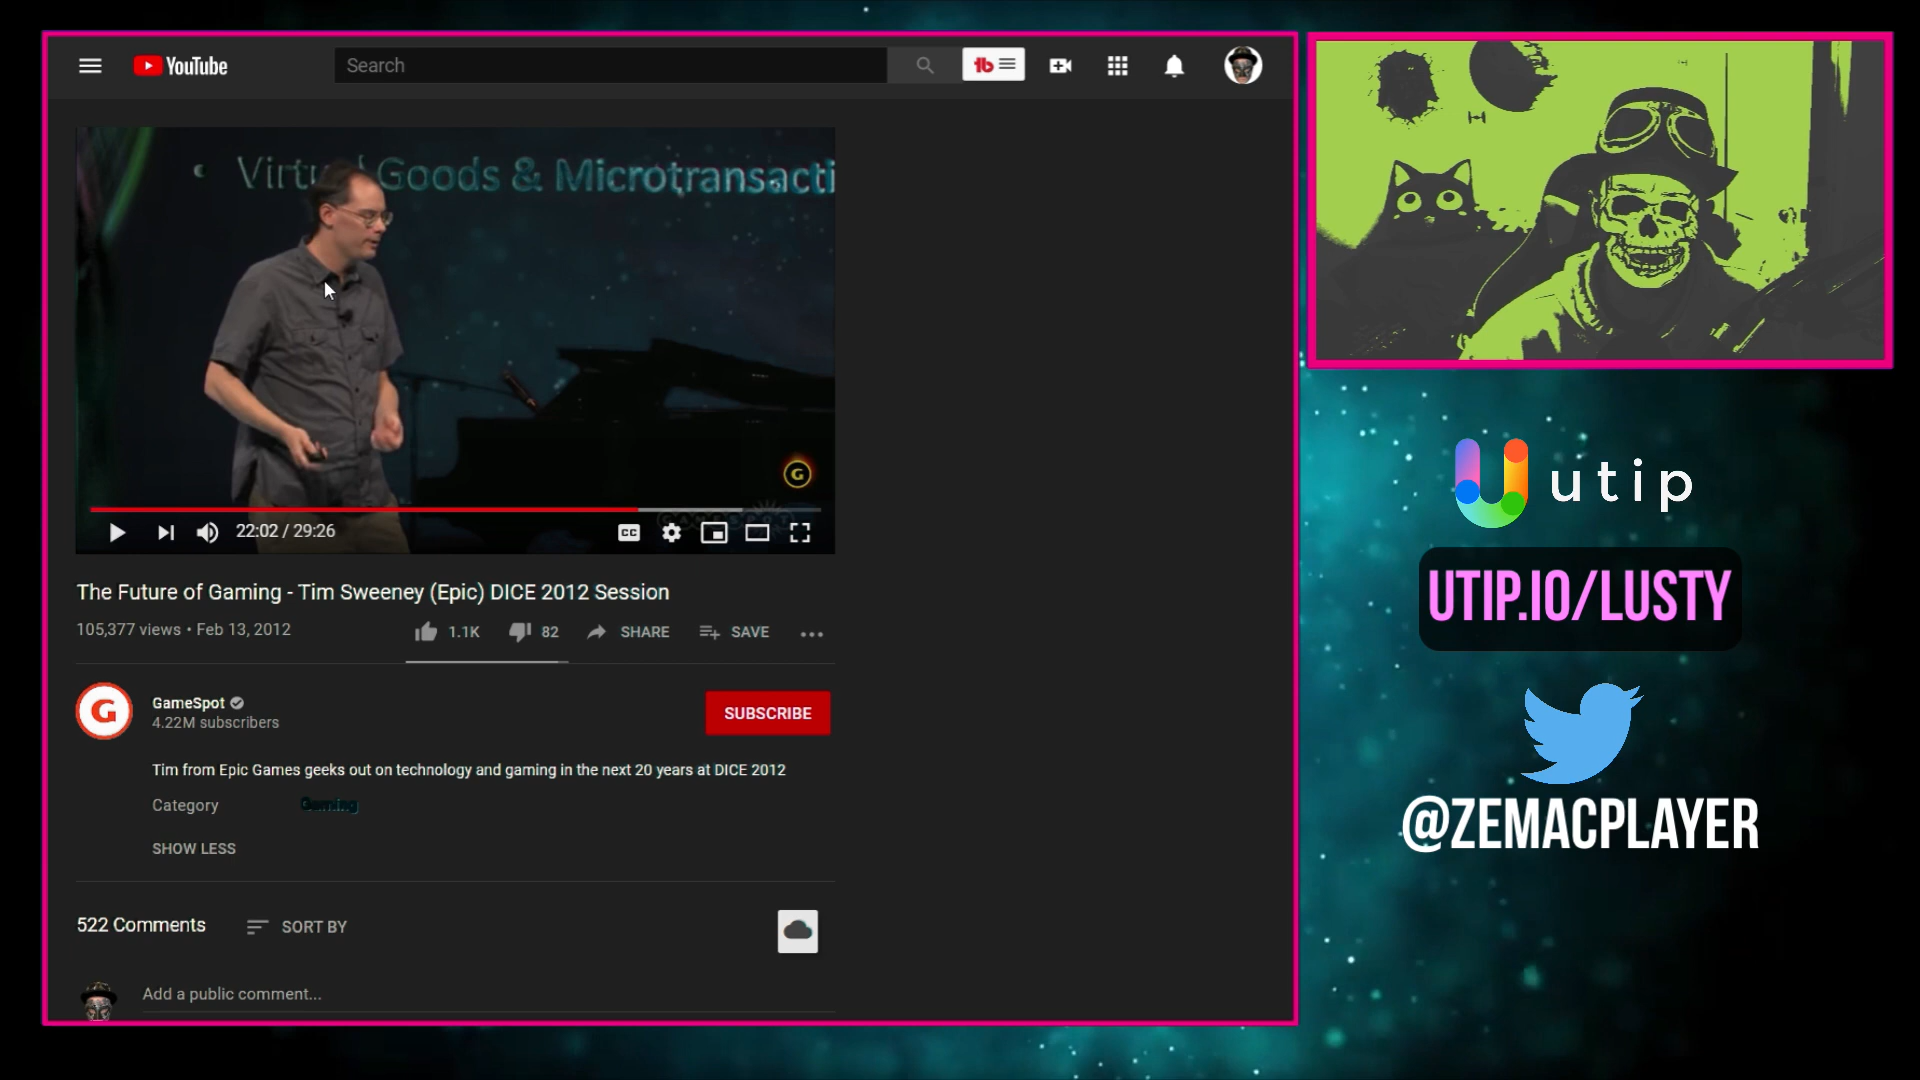 YouTube
Search
Virtual Goods & Microtransacti
G
22:02 / 29:26
CC
The Future of Gaming - Tim Sweeney (Epic) DICE 2012 Session
105,377 views • Feb 13, 2012
1.1K
82
SHARE
SAVE
G
GameSpot
4.22M subscribers
SUBSCRIBE
Tim from Epic Games geeks out on technology and gaming in the next 20 years at DICE 2012
Category
Gaming
SHOW LESS
522 Comments
SORT BY
Add a public comment...
utip
UTIP.IO/LUSTY
@ZEMACPLAYER